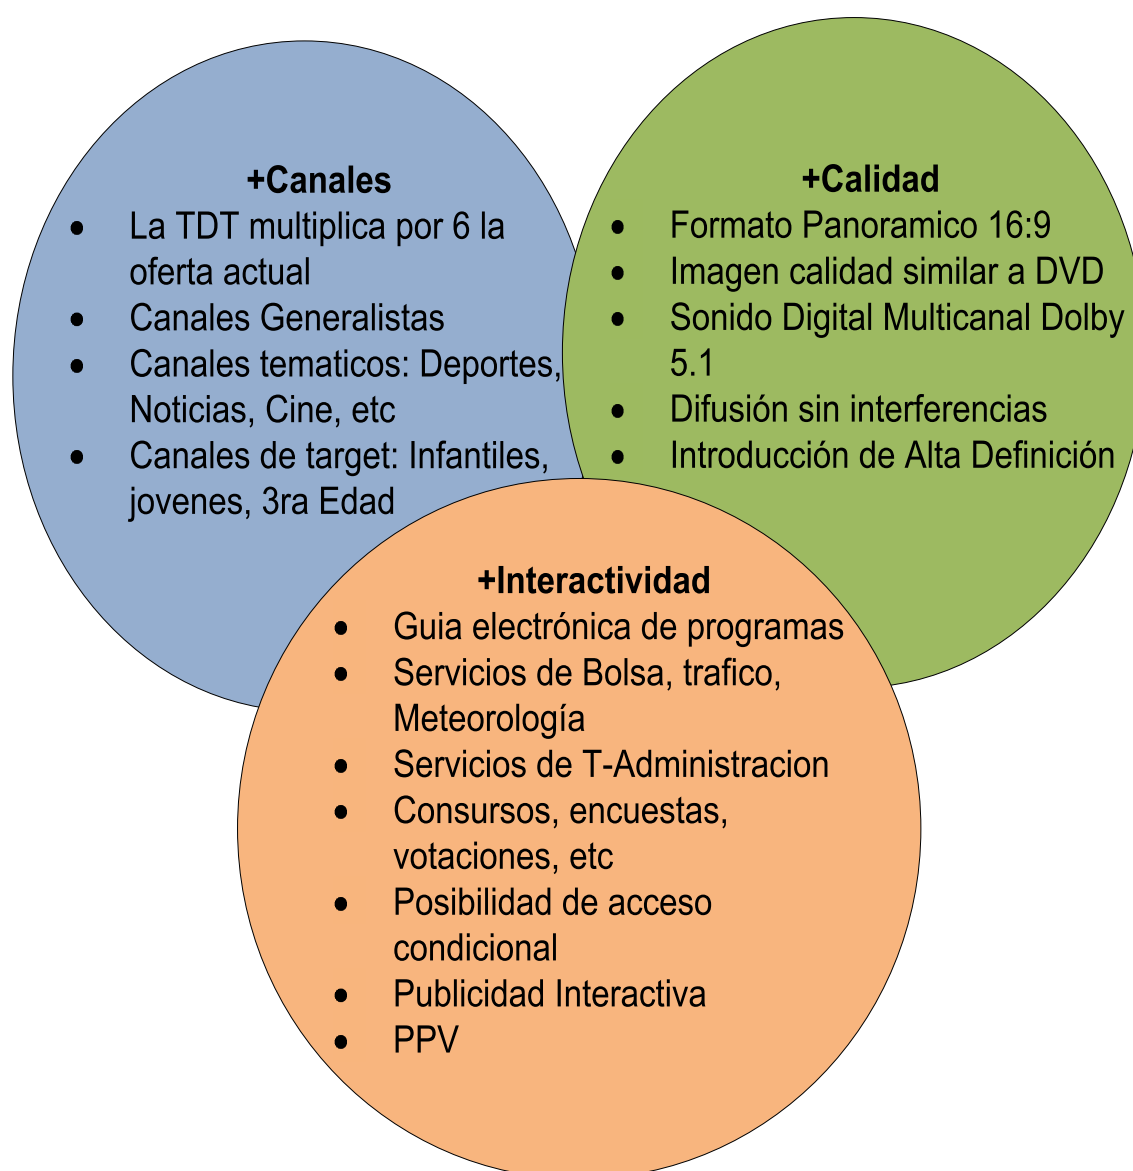 +Canales
• La TDT multiplica por 6 la
oferta actual
• Canales Generalistas
• Canales tematicos: Deportes,
Noticias, Cine, etc
• Canales de target: Infantiles,
jovenes, 3ra Edad
+Calidad
• Formato Panoramico 16:9
• Imagen calidad similar a DVD
• Sonido Digital Multicanal Dolby
5.1
• Difusión sin interferencias
• Introducción de Alta Definición
+Interactividad
• Guia electrónica de programas
• Servicios de Bolsa, trafico,
Meteorología
• Servicios de T-Administracion
• Consursos, encuestas,
votaciones, etc
• Posibilidad de acceso
condicional
• Publicidad Interactiva
• PPV